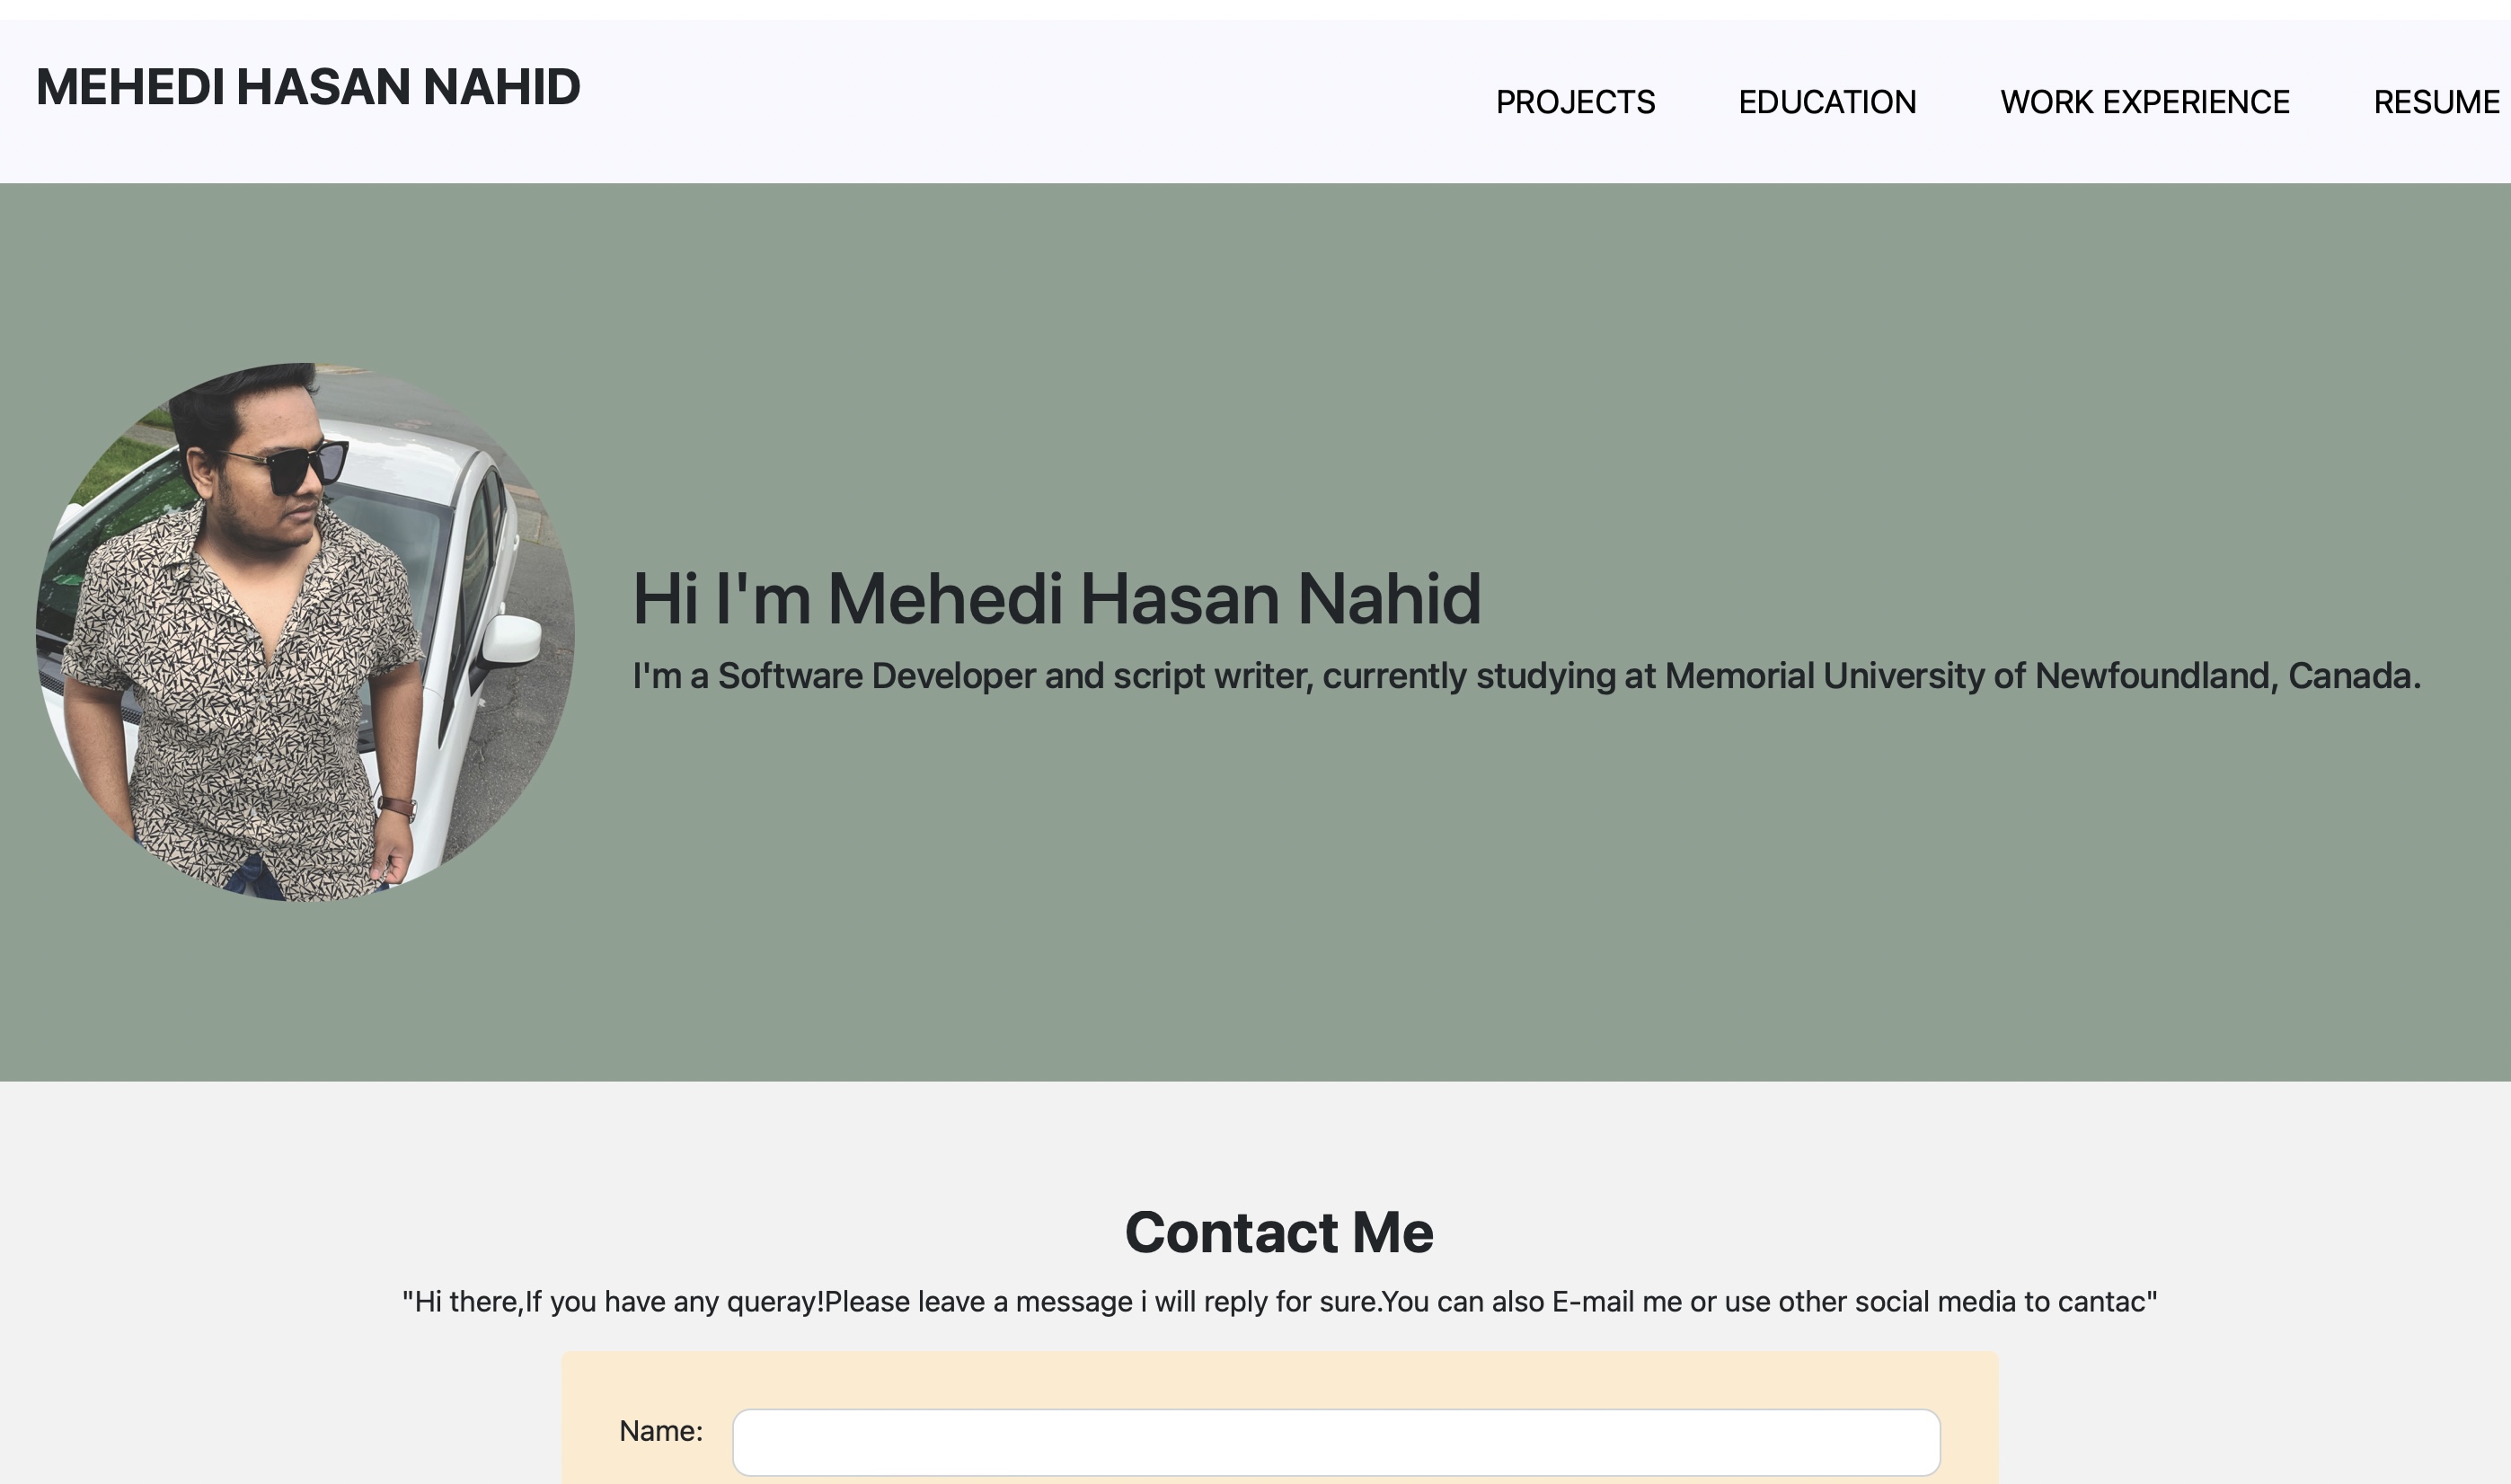 MEHEDI HASAN NAHID
PROJECTS EDUCATION WORK EXPERIENCE RESUME
Hi I'm Mehedi Hasan Nahid
I'm a Software Developer and script writer, currently studying at Memorial University of Newfoundland, Canada.
Contact Me
"Hi there,If you have any queray!Please leave a message i will reply for sure.You can also E-mail me or use other social media to cantac"
Name: